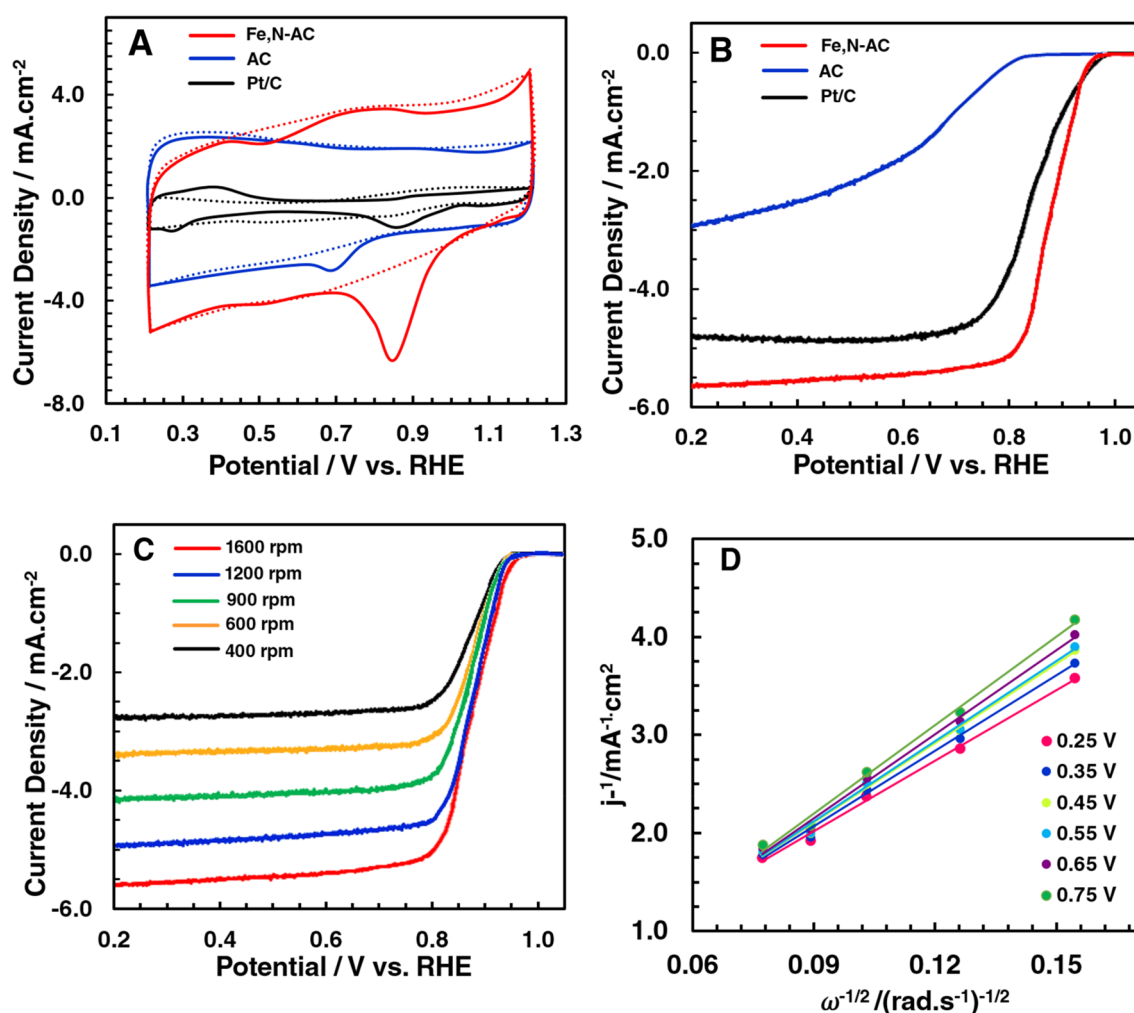 A
Fe,N-AC
AC
Pt/C
4.0
0.0
-4.0
-8.0
Current Density / mA.cm-2
0.1 0.3 0.5 0.7 0.9 1.1 1.3
Potential / V vs. RHE
B
Fe,N-AC
AC
Pt/C
0.0
-2.0
-4.0
-6.0
Current Density / mA.cm-2
0.2 0.4 0.6 0.8 1.0
Potential / V vs. RHE
C
1600 rpm
1200 rpm
900 rpm
600 rpm
400 rpm
0.0
-2.0
-4.0
-6.0
Current Density / mA.cm-2
0.2 0.4 0.6 0.8 1.0
Potential / V vs. RHE
D
5.0
4.0
3.0
2.0
1.0
j-1/mA-1.cm2
0.25 V
0.35 V
0.45 V
0.55 V
0.65 V
0.75 V
0.06 0.09 0.12 0.15
ω-1/2/(rad.s-1)-1/2